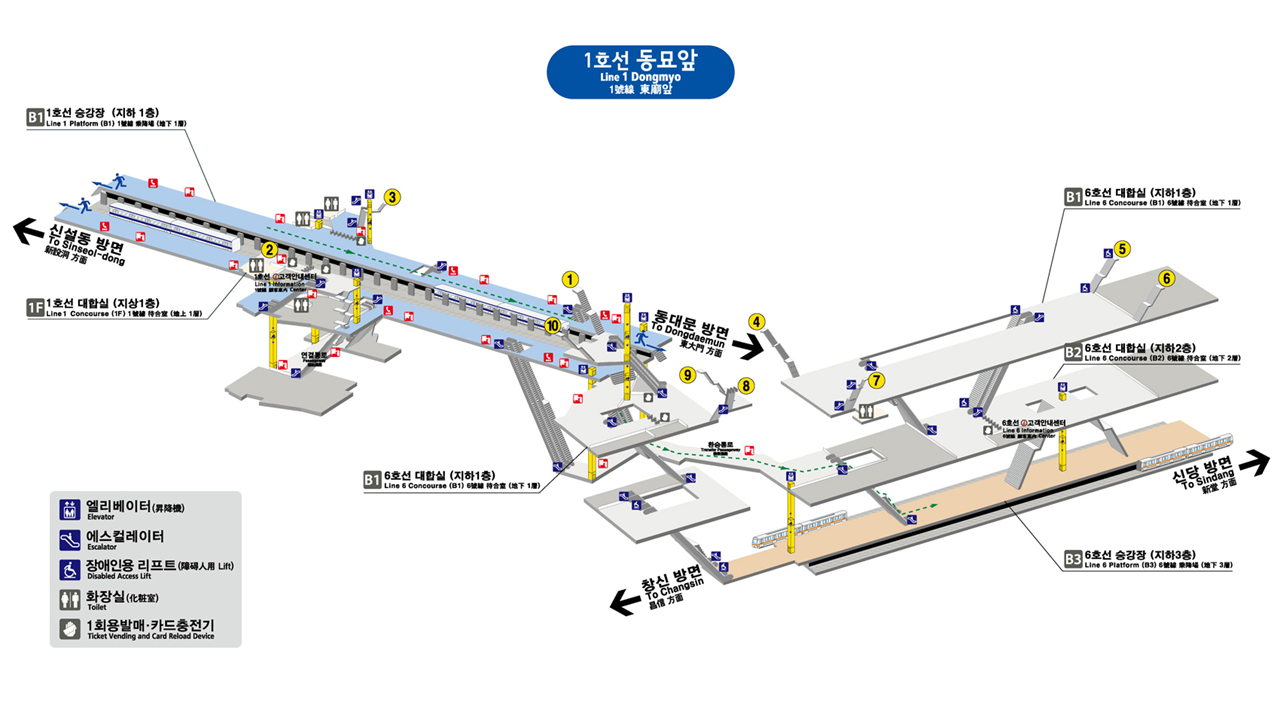 1호선 동묘앞
Line 1 Dongmyo
1號線 東廟앞
B1 1호선 승강장 (지하 1층)
Line 1 Platform (B1) 1號線 乘降場 (地下 1層)
3
2
신설동 방면
To Sinseol-dong
新設洞 方面
1호선 고객안내센터
Line 1 Information Center
1F 1호선 대합실 (지상1층)
Line 1 Concourse (1F) 1號線 待合室 (地上 1層)
연결통로
1
10
동대문 방면
To Dongdaemun
東大門 方面
B1 6호선 대합실 (지하1층)
Line 6 Concourse (B1) 6號線 待合室 (地下 1層)
5
6
4
9
8
7
B2 6호선 대합실 (지하2층)
Line 6 Concourse (B2) 6號線 待合室 (地下 2層)
6호선 고객안내센터
Line 6 Information Center
환승통로
Transfer Passageway
B1 6호선 대합실 (지하1층)
Line 6 Concourse (B1) 6號線 待合室 (地下 1層)
신당 방면
To Sindang
新堂 方面
B3 6호선 승강장 (지하3층)
Line 6 Platform (B3) 6號線 乘降場 (地下 3層)
창신 방면
To Changsin
昌信 方面
엘리베이터(昇降機)
Elevator
에스컬레이터
Escalator
장애인용 리프트(障碍人用 Lift)
Disabled Access Lift
화장실(化粧室)
Toilet
1회용발매·카드충전기
Ticket Vending and Card Reload Device